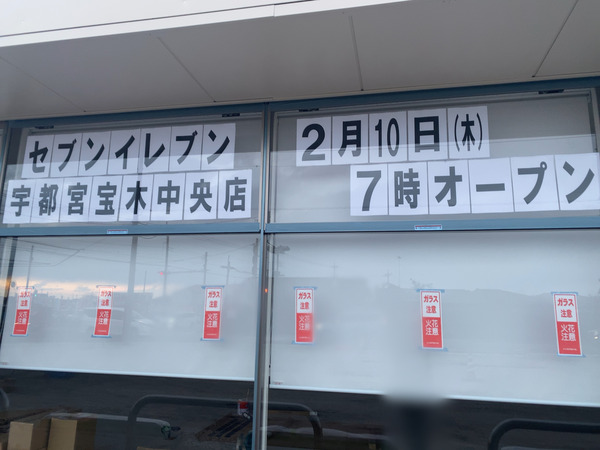 セブンイレブン
宇都宮宝木中央店
2月10日(木)
7時オープン
ガラス
注意
火花
注意
ガラス
注意
火花
注意
ガラス
注意
火花
注意
ガラス
注意
火花
注意
ガラス
注意
火花
注意
ガラス
注意
火花
注意